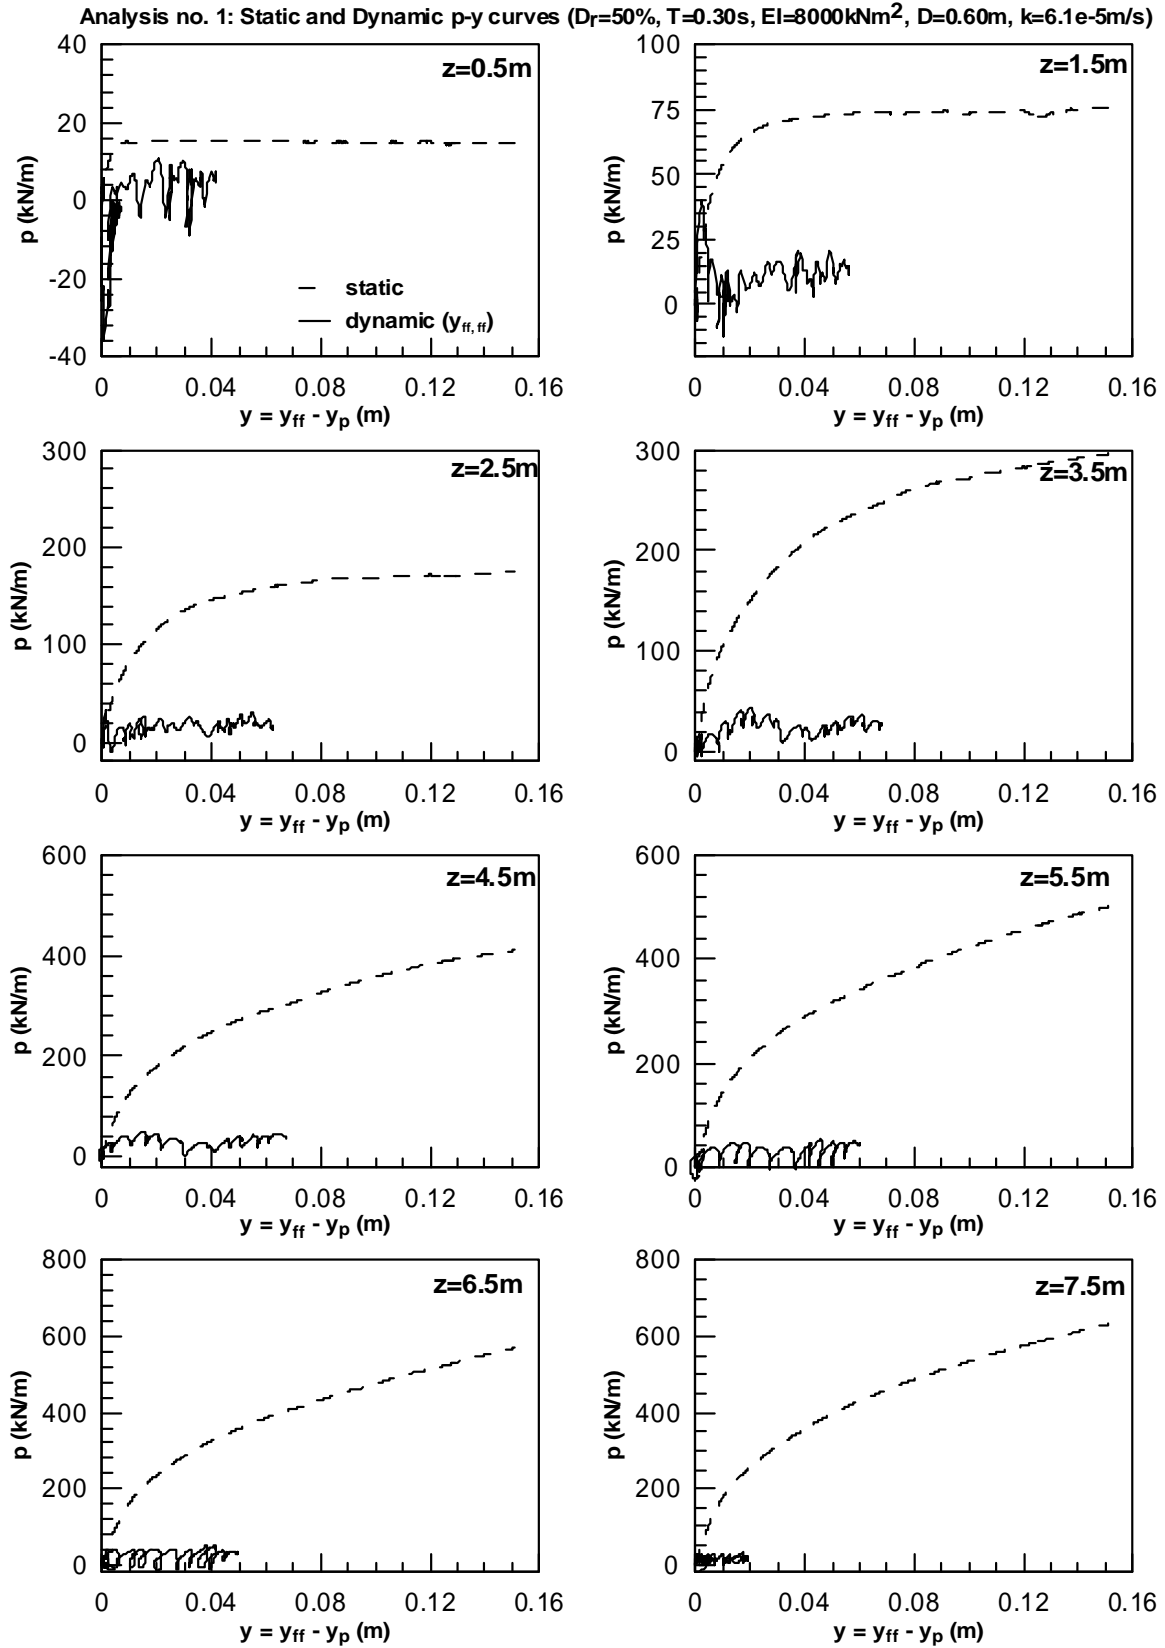 Analysis no. 1: Static and Dynamic p-y curves (Dr=50%, T=0.30s, EI=8000kNm2, D=0.60m, k=6.1e-5m/s)
z=0.5m
40
20
0
-20
-40
p (kN/m)
static
dynamic (yff,ff)
0 0.04 0.08 0.12 0.16
y = yff - yp (m)
z=1.5m
100
75
50
25
0
p (kN/m)
0 0.04 0.08 0.12 0.16
y = yff - yp (m)
z=2.5m
300
200
100
0
p (kN/m)
0 0.04 0.08 0.12 0.16
y = yff - yp (m)
z=3.5m
300
200
100
0
p (kN/m)
0 0.04 0.08 0.12 0.16
y = yff - yp (m)
z=4.5m
600
400
200
0
p (kN/m)
0 0.04 0.08 0.12 0.16
y = yff - yp (m)
z=5.5m
600
400
200
0
p (kN/m)
0 0.04 0.08 0.12 0.16
y = yff - yp (m)
z=6.5m
800
600
400
200
0
p (kN/m)
0 0.04 0.08 0.12 0.16
y = yff - yp (m)
z=7.5m
800
600
400
200
0
p (kN/m)
0 0.04 0.08 0.12 0.16
y = yff - yp (m)